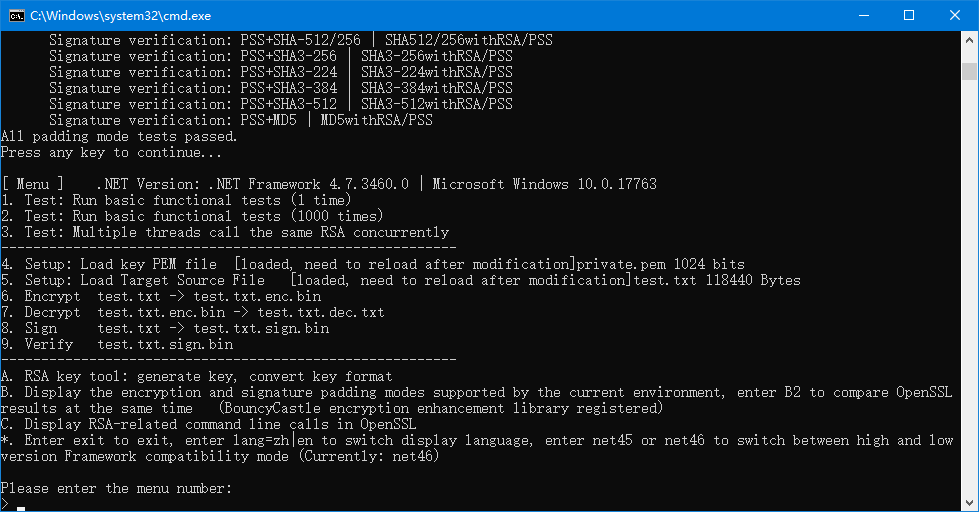 C:\Windows\system32\cmd.exe
Signature verification: PSS+SHA-512/256 | SHA512/256withRSA/PSS
Signature verification: PSS+SHA3-256 | SHA3-256withRSA/PSS
Signature verification: PSS+SHA3-224 | SHA3-224withRSA/PSS
Signature verification: PSS+SHA3-384 | SHA3-384withRSA/PSS
Signature verification: PSS+SHA3-512 | SHA3-512withRSA/PSS
Signature verification: PSS+MD5 | MD5withRSA/PSS
All padding mode tests passed.
Press any key to continue...
[ Menu ]    .NET Version: .NET Framework 4.7.3460.0 | Microsoft Windows 10.0.17763
1. Test: Run basic functional tests (1 time)
2. Test: Run basic functional tests (1000 times)
3. Test: Multiple threads call the same RSA concurrently
---------------------------------------------------------
4. Setup: Load key PEM file  [loaded, need to reload after modification]private.pem 1024 bits
5. Setup: Load Target Source File   [loaded, need to reload after modification]test.txt 118440 Bytes
6. Encrypt  test.txt -> test.txt.enc.bin
7. Decrypt  test.txt.enc.bin -> test.txt.dec.txt
8. Sign     test.txt -> test.txt.sign.bin
9. Verify   test.txt.sign.bin
---------------------------------------------------------
A. RSA key tool: generate key, convert key format
B. Display the encryption and signature padding modes supported by the current environment, enter B2 to compare OpenSSL
results at the same time   (BouncyCastle encryption enhancement library registered)
C. Display RSA-related command line calls in OpenSSL
*. Enter exit to exit, enter lang=zh|en to switch display language, enter net45 or net46 to switch between high and low
version Framework compatibility mode (Currently: net46)
Please enter the menu number:
>